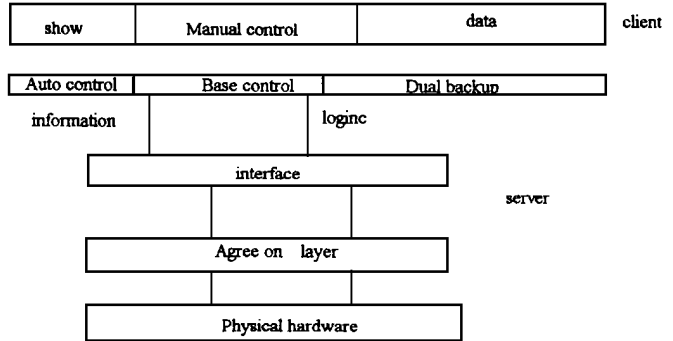 show Manual control data client
Auto control Base control Dual backup
information loginc
interface
server
Agree on layer
Physical hardware